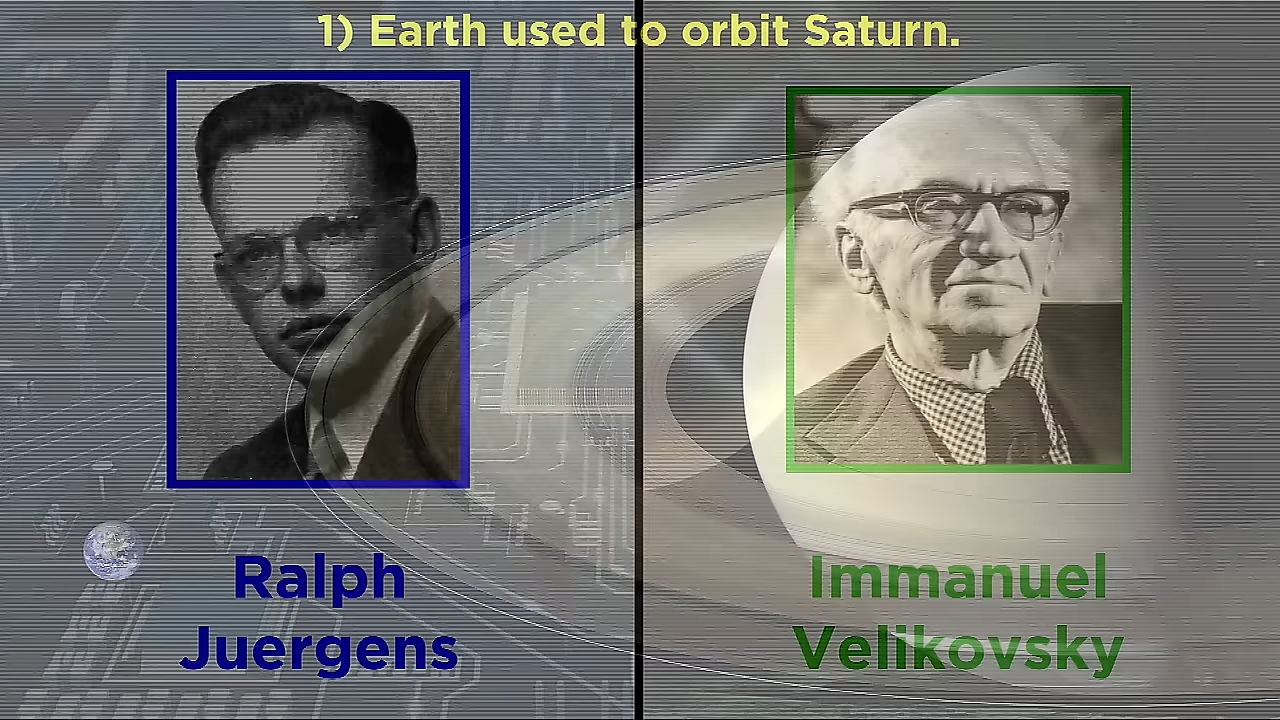 1) Earth used to orbit Saturn.
Ralph
Juergens
Immanuel
Velikovsky